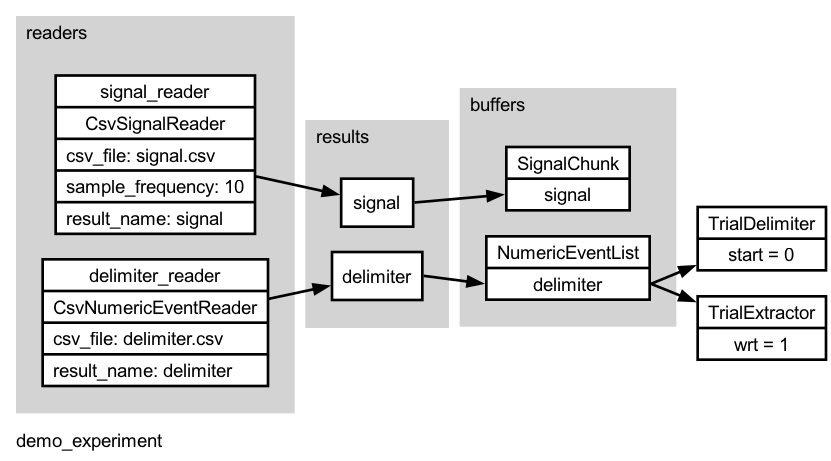 readers
signal_reader
CsvSignalReader
csv_file: signal.csv
sample_frequency: 10
result_name: signal
delimiter_reader
CsvNumericEventReader
csv_file: delimiter.csv
result_name: delimiter
results
signal
delimiter
buffers
SignalChunk
signal
NumericEventList
delimiter
TrialDelimiter
start = 0
TrialExtractor
wrt = 1
demo_experiment